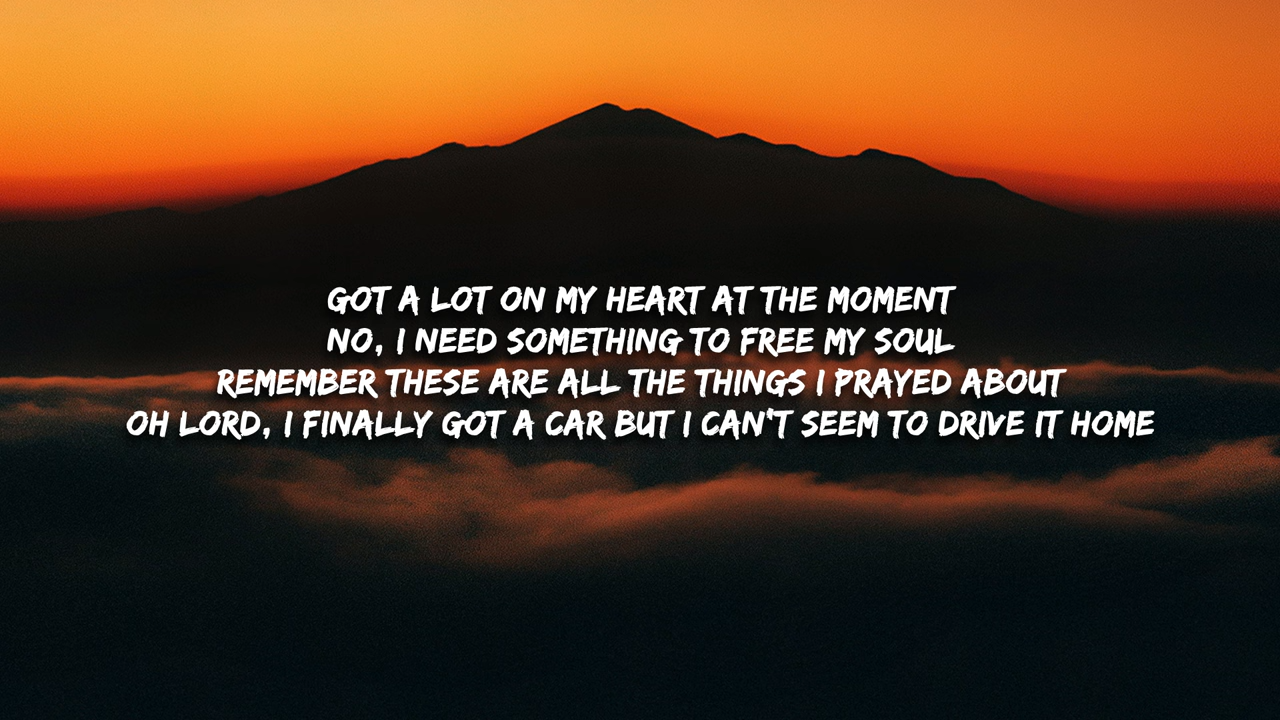 GOT A LOT ON MY HEART AT THE MOMENT
NO, I NEED SOMETHING TO FREE MY SOUL
REMEMBER THESE ARE ALL THE THINGS I PRAYED ABOUT
OH LORD, I FINALLY GOT A CAR BUT I CAN'T SEEM TO DRIVE IT HOME